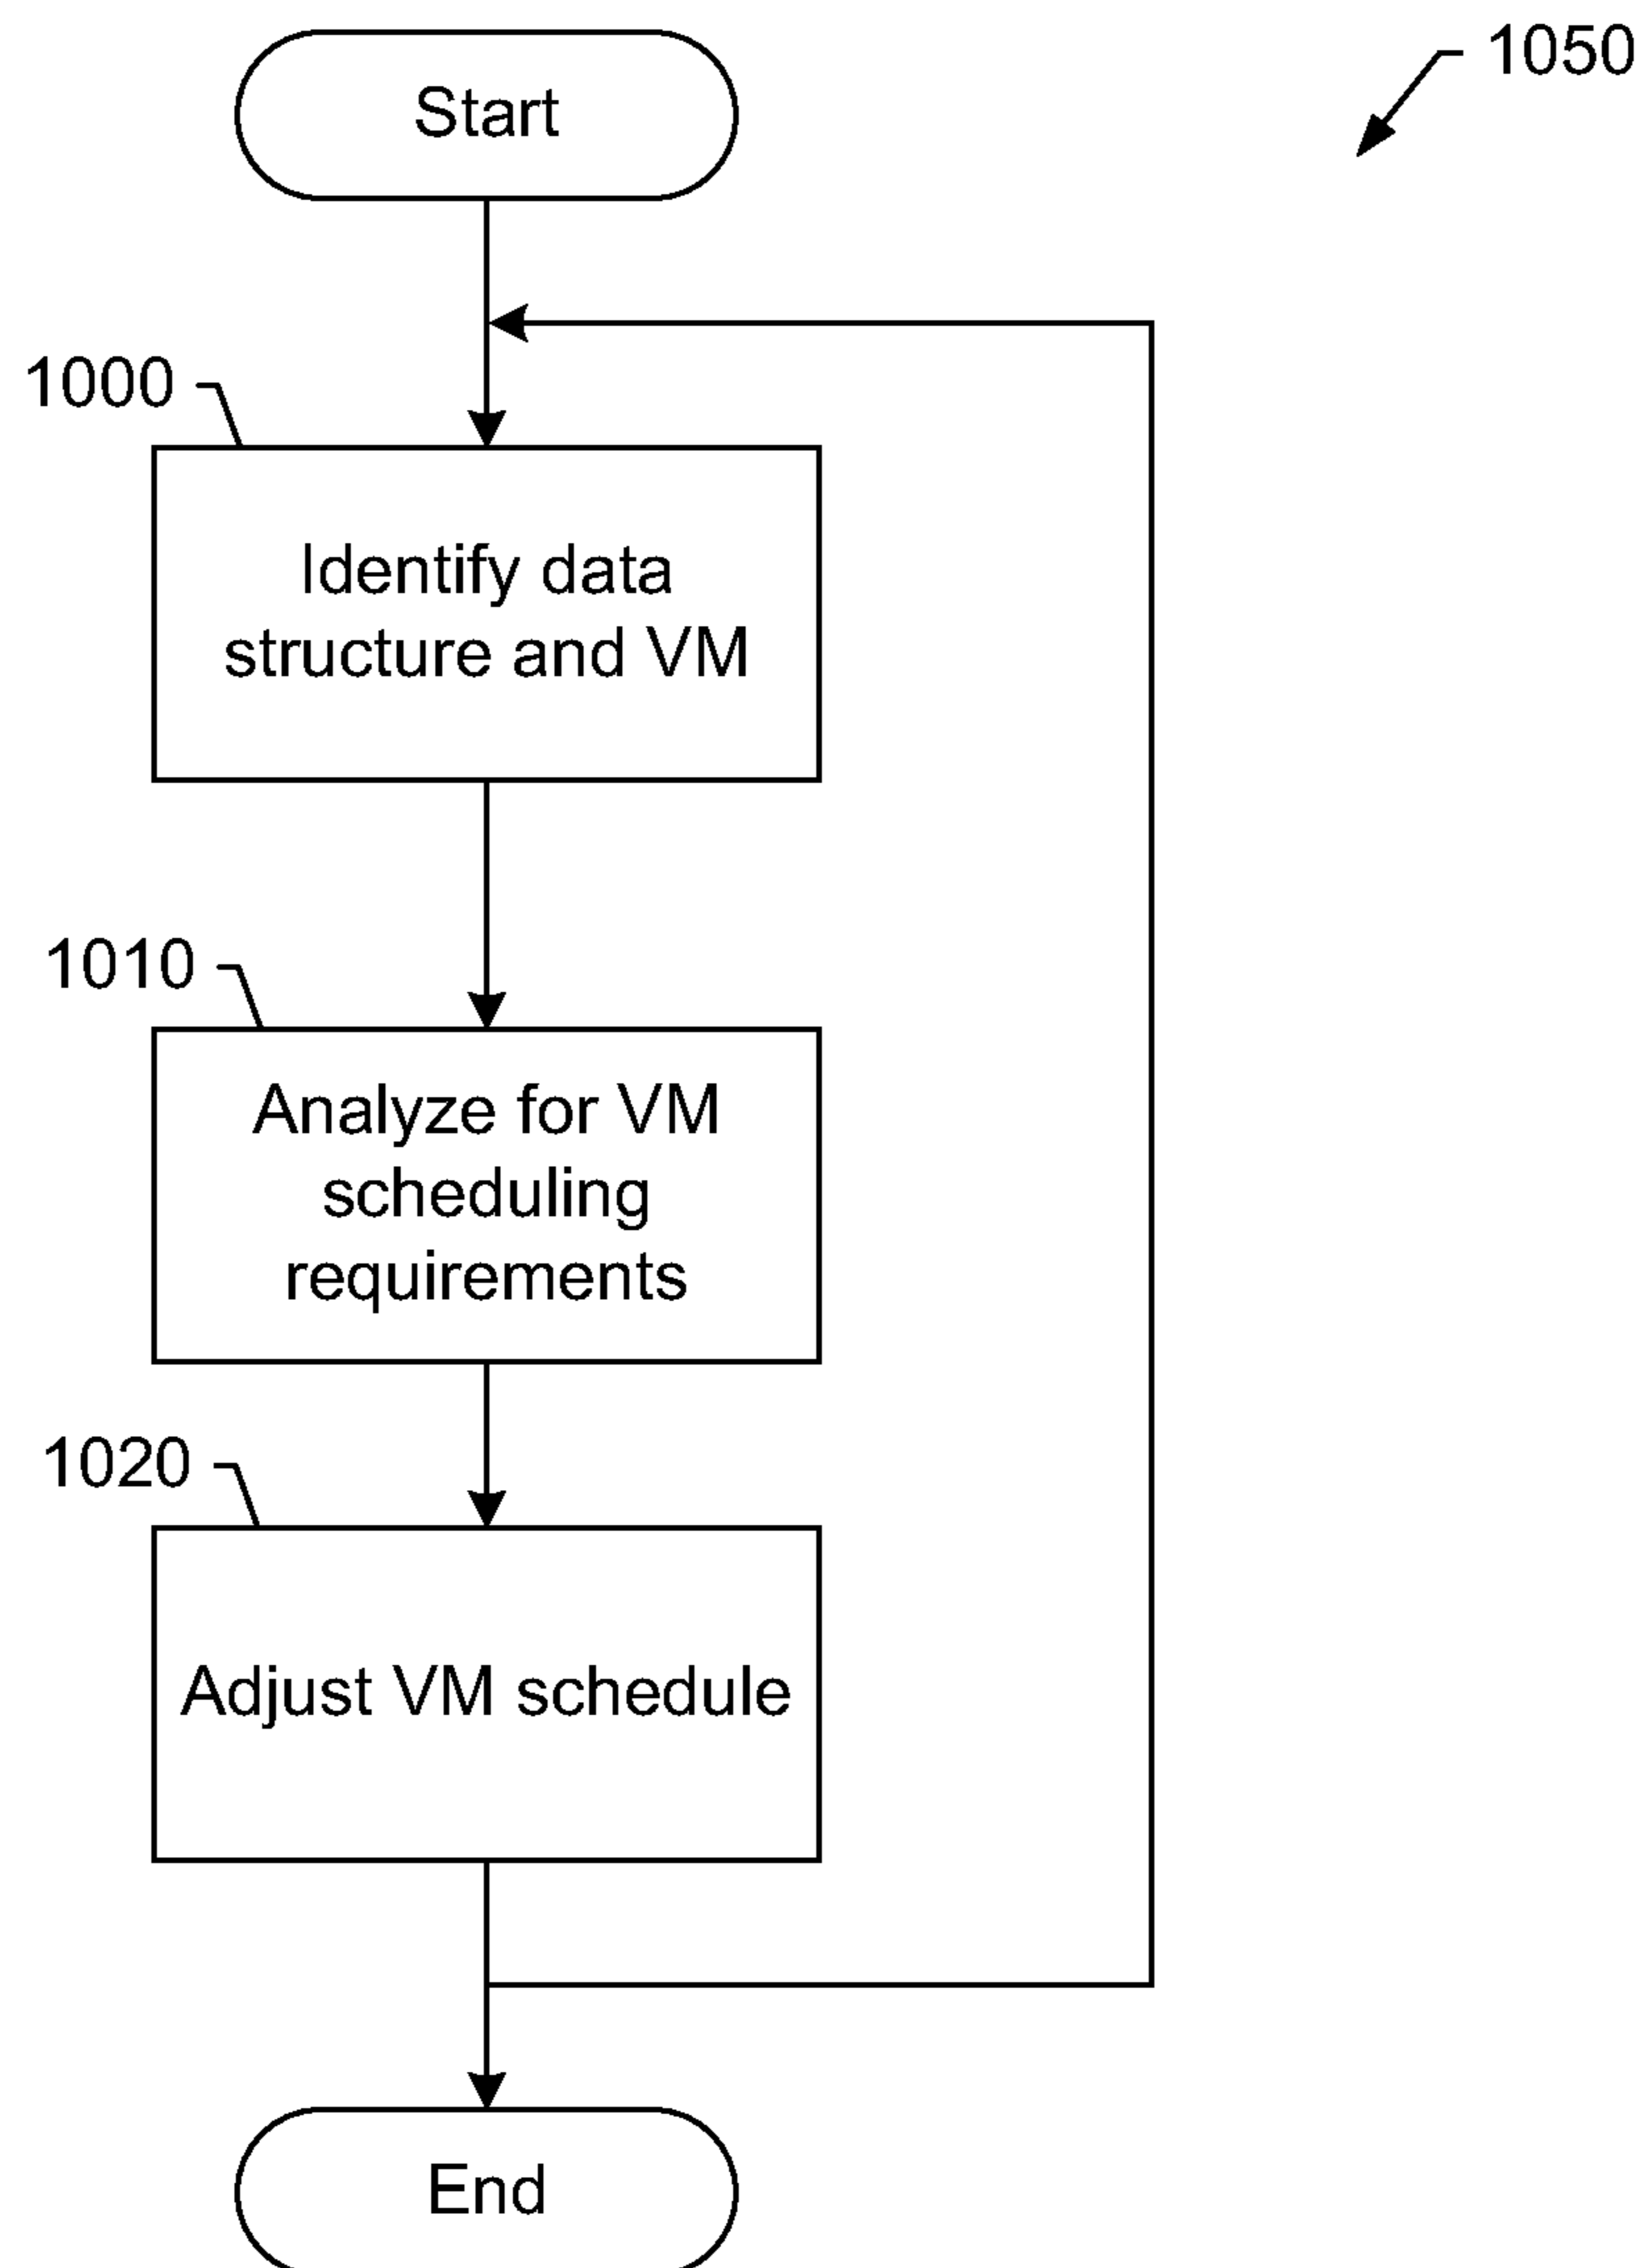 Start
1050
1000
Identify data
structure and VM
1010
Analyze for VM
scheduling
requirements
1020
Adjust VM schedule
End